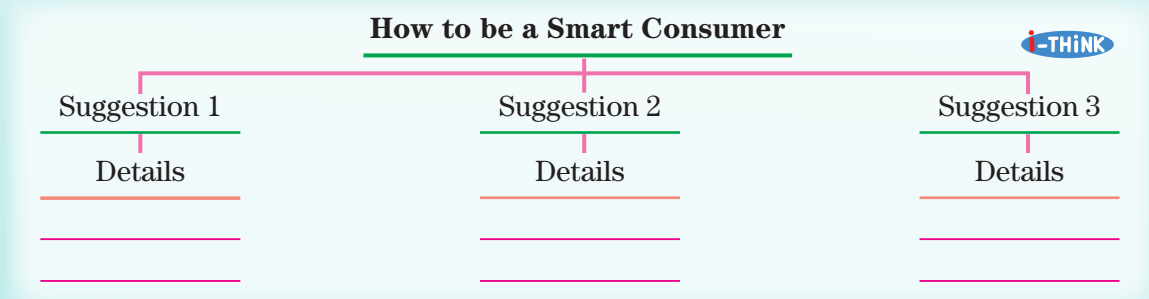 How to be a Smart Consumer
i-THiNK
Suggestion 1
Suggestion 2
Suggestion 3
Details
Details
Details